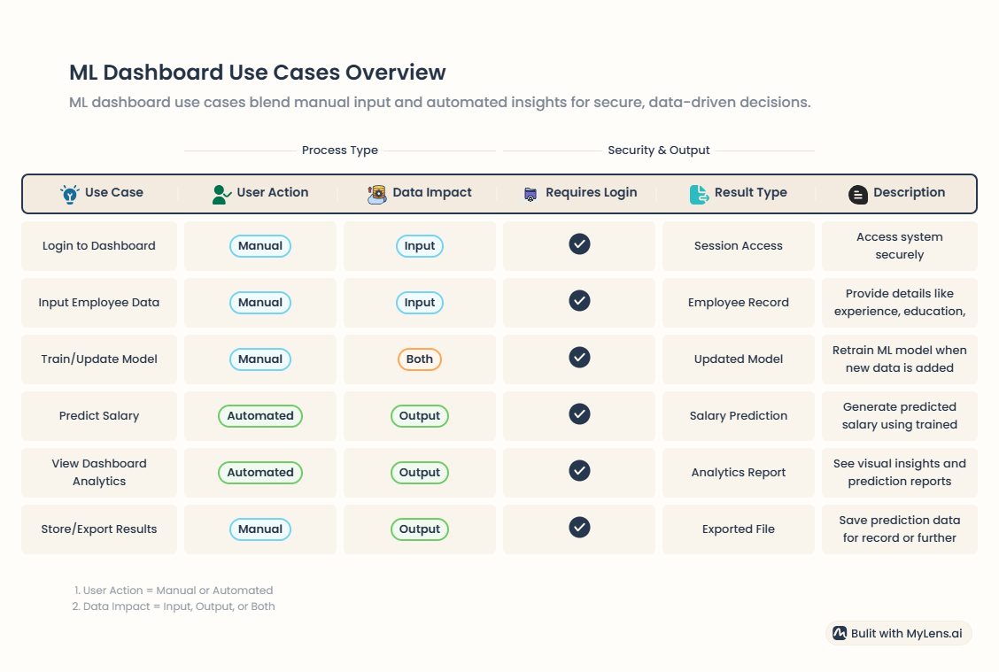 ML Dashboard Use Cases Overview
ML dashboard use cases blend manual input and automated insights for secure, data-driven decisions.
Process Type
Security & Output
Use Case
User Action
Data Impact
Requires Login
Result Type
Description
Login to Dashboard
Manual
Input
Session Access
Access system
securely
Input Employee Data
Manual
Input
Employee Record
Provide details like
experience, education,
Train/Update Model
Manual
Both
Updated Model
Retrain ML model when
new data is added
Predict Salary
Automated
Output
Salary Prediction
Generate predicted
salary using trained
View Dashboard
Analytics
Automated
Output
Analytics Report
See visual insights and
prediction reports
Store/Export Results
Manual
Output
Exported File
Save prediction data
for record or further
1. User Action = Manual or Automated
2. Data Impact = Input, Output, or Both
Bulit with MyLens.ai